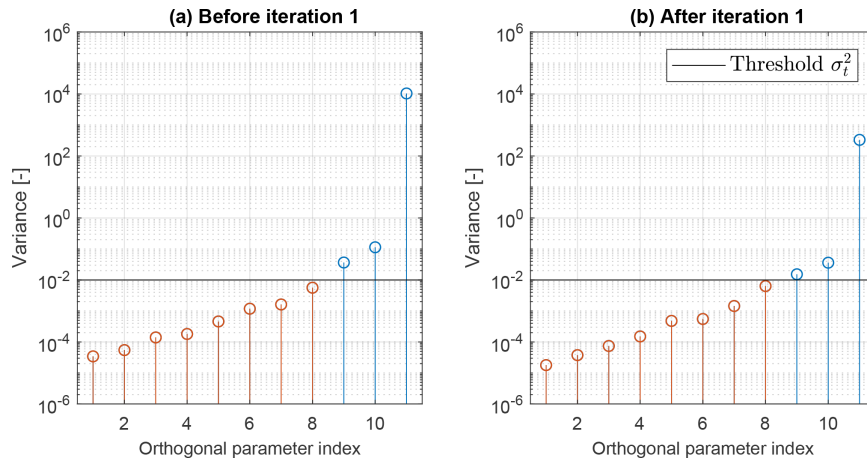 (a) Before iteration 1
10^6
10^4
10^2
10^0
10^-2
10^-4
10^-6
Variance [-]
2 4 6 8 10
Orthogonal parameter index
(b) After iteration 1
Threshold σ_t^2
10^6
10^4
10^2
10^0
10^-2
10^-4
10^-6
Variance [-]
2 4 6 8 10
Orthogonal parameter index